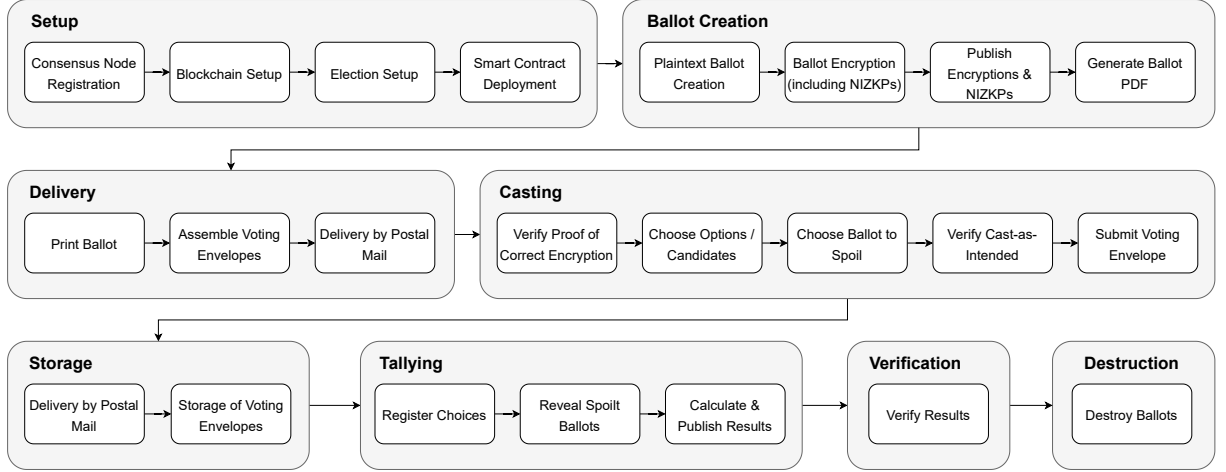 Setup
Consensus Node
Registration
Blockchain Setup
Election Setup
Smart Contract
Deployment
Ballot Creation
Plaintext Ballot
Creation
Ballot Encryption
(including NIZKPs)
Publish
Encryptions &
NIZKPs
Generate Ballot
PDF
Delivery
Print Ballot
Assemble Voting
Envelopes
Delivery by Postal
Mail
Casting
Verify Proof of
Correct Encryption
Choose Options /
Candidates
Choose Ballot to
Spoil
Verify Cast-as-
Intended
Submit Voting
Envelope
Storage
Delivery by Postal
Mail
Storage of Voting
Envelopes
Tallying
Register Choices
Reveal Spoilt
Ballots
Calculate &
Publish Results
Verification
Verify Results
Destruction
Destroy Ballots